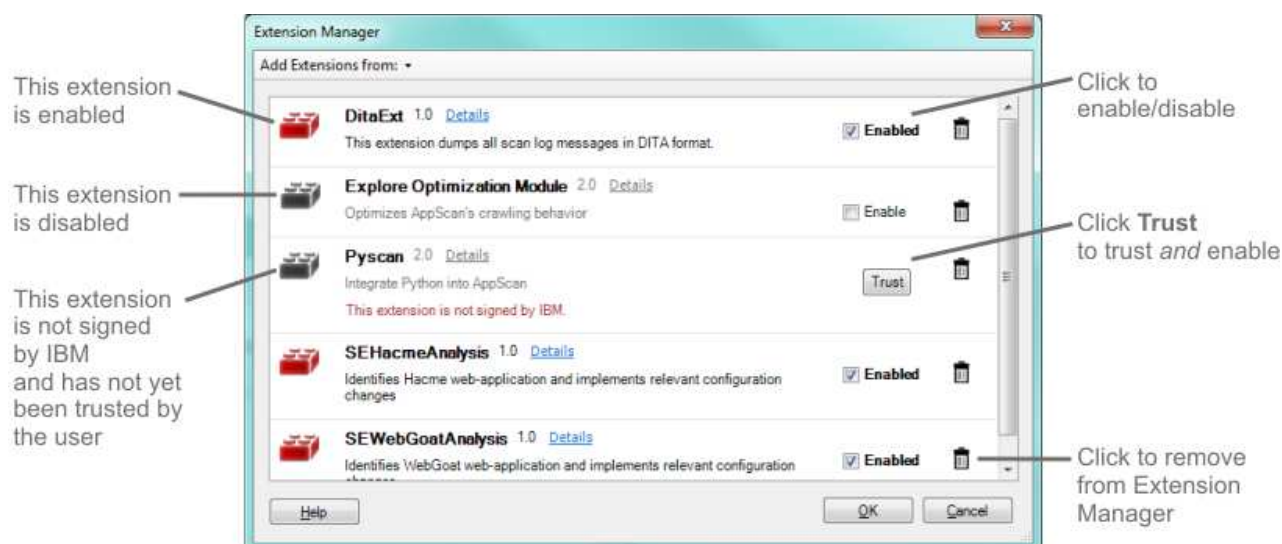 Extension Manager
Add Extensions from:
This extension
is enabled
DitaExt 1.0 Details
This extension dumps all scan log messages in DITA format.
Enabled
Click to
enable/disable
This extension
is disabled
Explore Optimization Module 2.0 Details
Optimizes AppScan's crawling behavior
Enable
Click Trust
to trust and enable
Pyscan 2.0 Details
Integrate Python into AppScan
This extension is not signed by IBM.
Trust
This extension
is not signed
by IBM
and has not yet
been trusted by
the user
SEHacmeAnalysis 1.0 Details
Identifies Hacme web-application and implements relevant configuration
changes
Enabled
SEWebGoatAnalysis 1.0 Details
Identifies WebGoat web-application and implements relevant configuration
Enabled
Click to remove
from Extension
Manager
Help
OK
Cancel